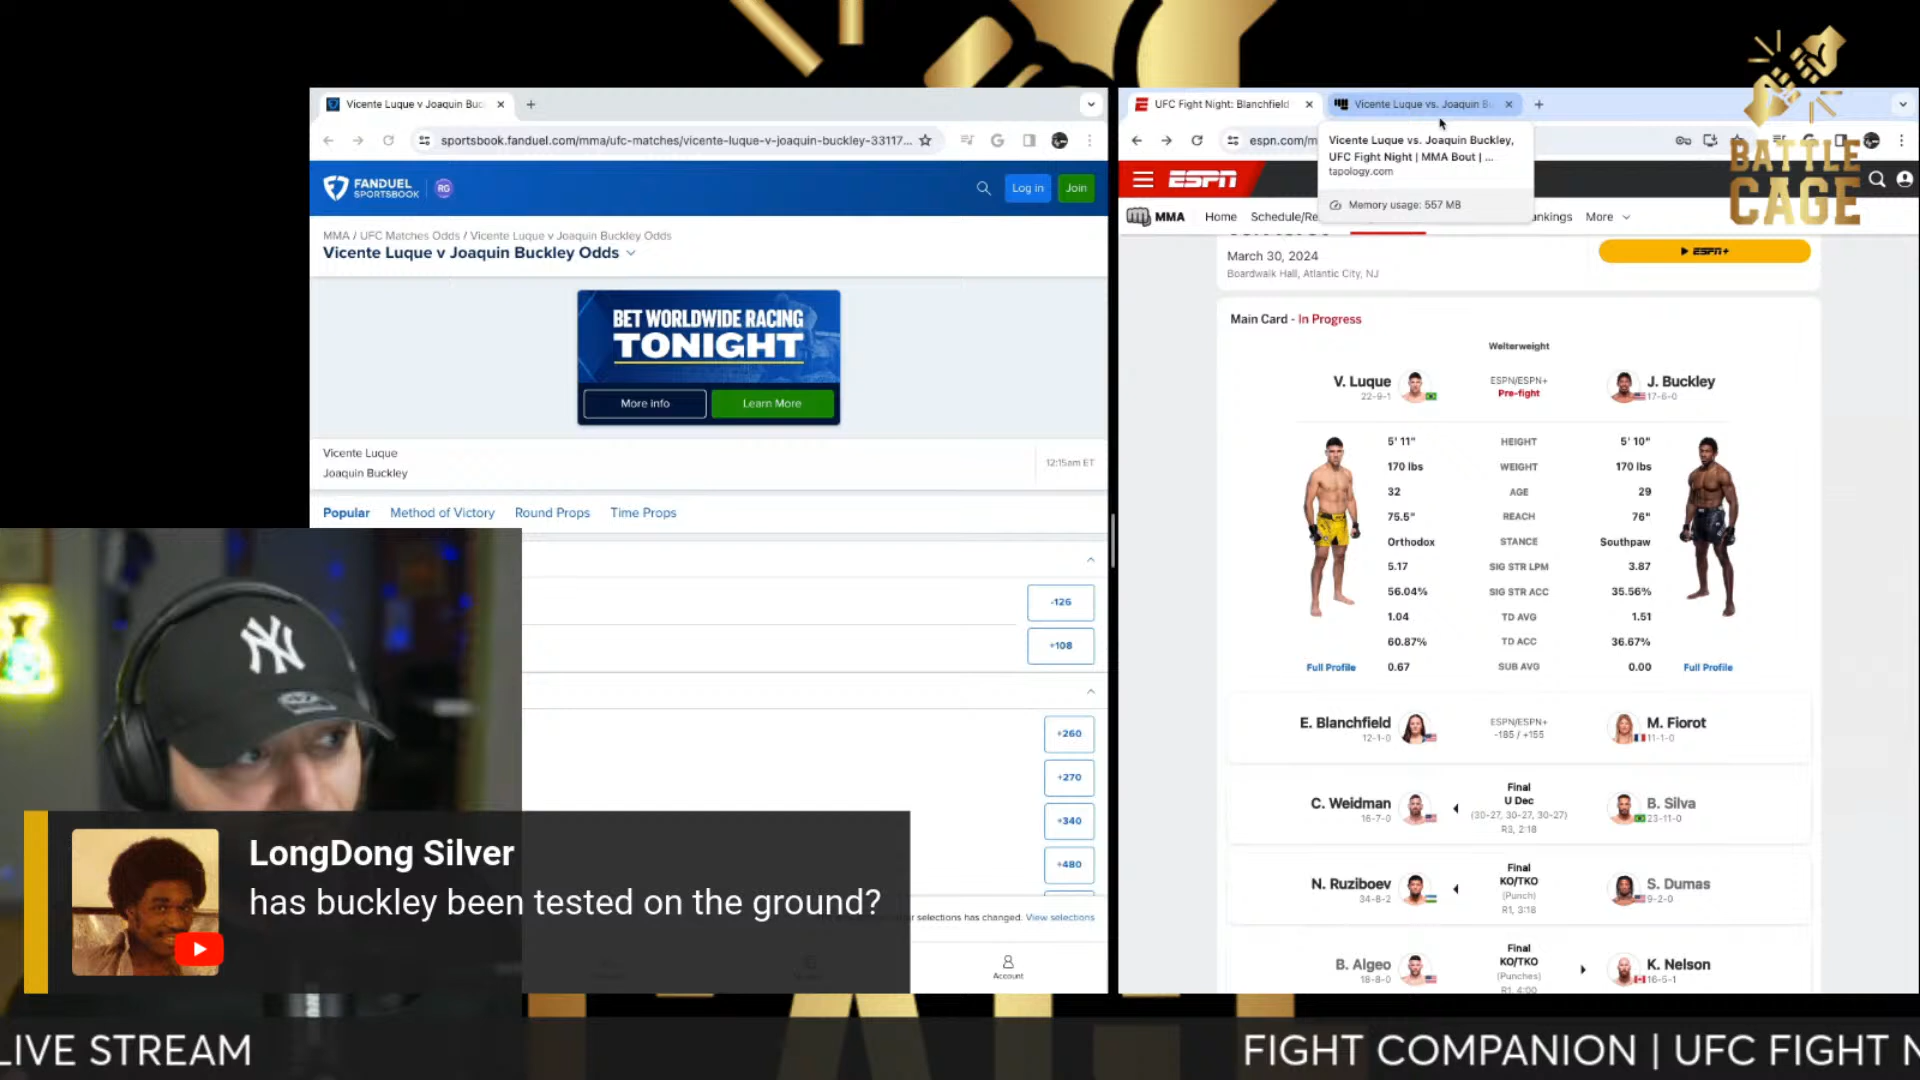 Vicente Luque v Joaquin Buc
sportsbook.fanduel.com/mma/ufc-matches/vicente-luque-v-joaquin-buckley-33117...
FANDUEL
SPORTSBOOK
RG
Log in
Join
MMA / UFC Matches Odds / Vicente Luque v Joaquin Buckley Odds
Vicente Luque v Joaquin Buckley Odds
BET WORLDWIDE RACING
TONIGHT
More info
Learn More
Vicente Luque
Joaquin Buckley
12:15am ET
Popular
Method of Victory
Round Props
Time Props
-126
+108
+260
+270
+340
+480
selections has changed. View selections
Account
UFC Fight Night: Blanchfield
Vicente Luque vs. Joaquin B
espn.com/m
Vicente Luque vs. Joaquin Buckley,
UFC Fight Night | MMA Bout | ...
tapology.com
Memory usage: 557 MB
BATTLE
CAGE
ESPN
MMA
Home
Schedule/Re
ankings
More
March 30, 2024
Boardwalk Hall, Atlantic City, NJ
ESPN+
Main Card - In Progress
Welterweight
V. Luque
22-9-1
ESPN/ESPN+
Pre-fight
J. Buckley
17-6-0
5' 11" HEIGHT 5' 10"
170 lbs WEIGHT 170 lbs
32 AGE 29
75.5" REACH 76"
Orthodox STANCE Southpaw
5.17 SIG STR LPM 3.87
56.04% SIG STR ACC 35.56%
1.04 TD AVG 1.51
60.87% TD ACC 36.67%
Full Profile 0.67 SUB AVG 0.00 Full Profile
E. Blanchfield
12-1-0
ESPN/ESPN+
-185 / +155
M. Fiorot
11-1-0
C. Weidman
16-7-0
Final
U Dec
(30-27, 30-27, 30-27)
R3, 2:18
B. Silva
23-11-0
N. Ruziboev
34-8-2
Final
KO/TKO
(Punch)
R1, 3:18
S. Dumas
9-2-0
B. Algeo
18-8-0
Final
KO/TKO
(Punches)
R1, 4:00
K. Nelson
16-5-1
NY
47
LongDong Silver
has buckley been tested on the ground?
LIVE STREAM
FIGHT COMPANION | UFC FIGHT N